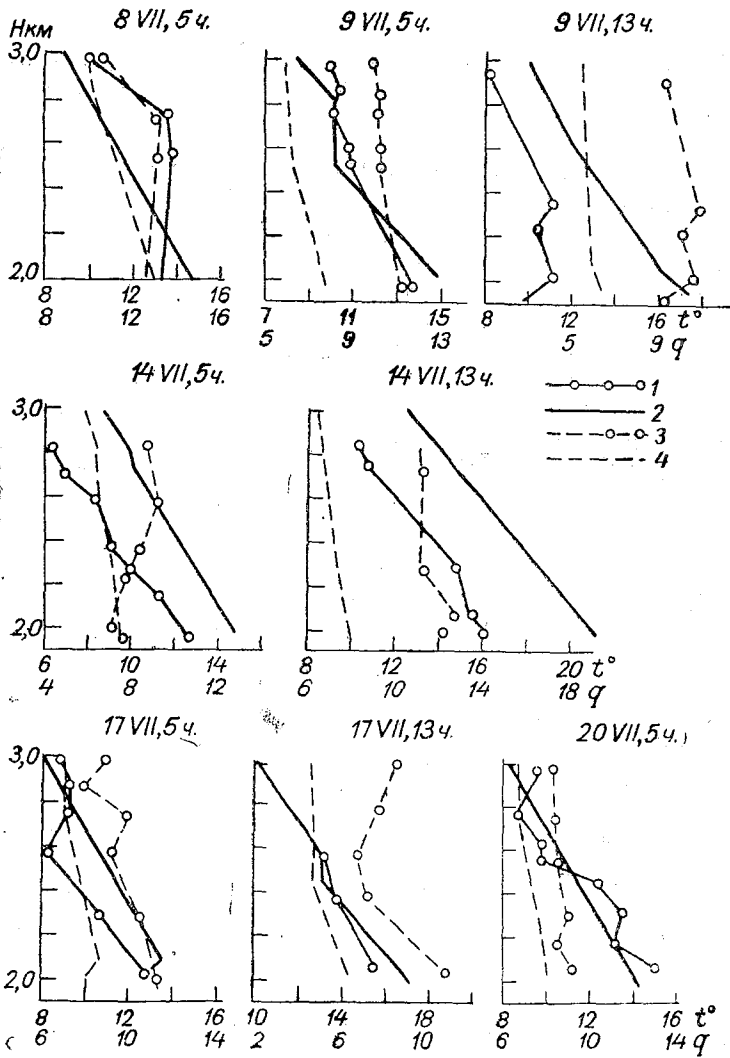 Нкм
8 VII, 5 ч.
9 VII, 5 ч.
9 VII, 13 ч.
3,0
2,0
8 12 16
8 12 16
7 11 15
5 9 13
8 12 16 t°
5 9 q
14 VII, 5 ч.
14 VII, 13 ч.
1
2
3
4
3,0
2,0
6 10 14
4 8 12
8 12 16 20 t°
6 10 14 18 q
17 VII, 5 ч.
17 VII, 13 ч.
20 VII, 5 ч.
3,0
2,0
8 12 16
6 10 14
10 14 18
2 6 10
8 12 16 t°
6 10 14 q